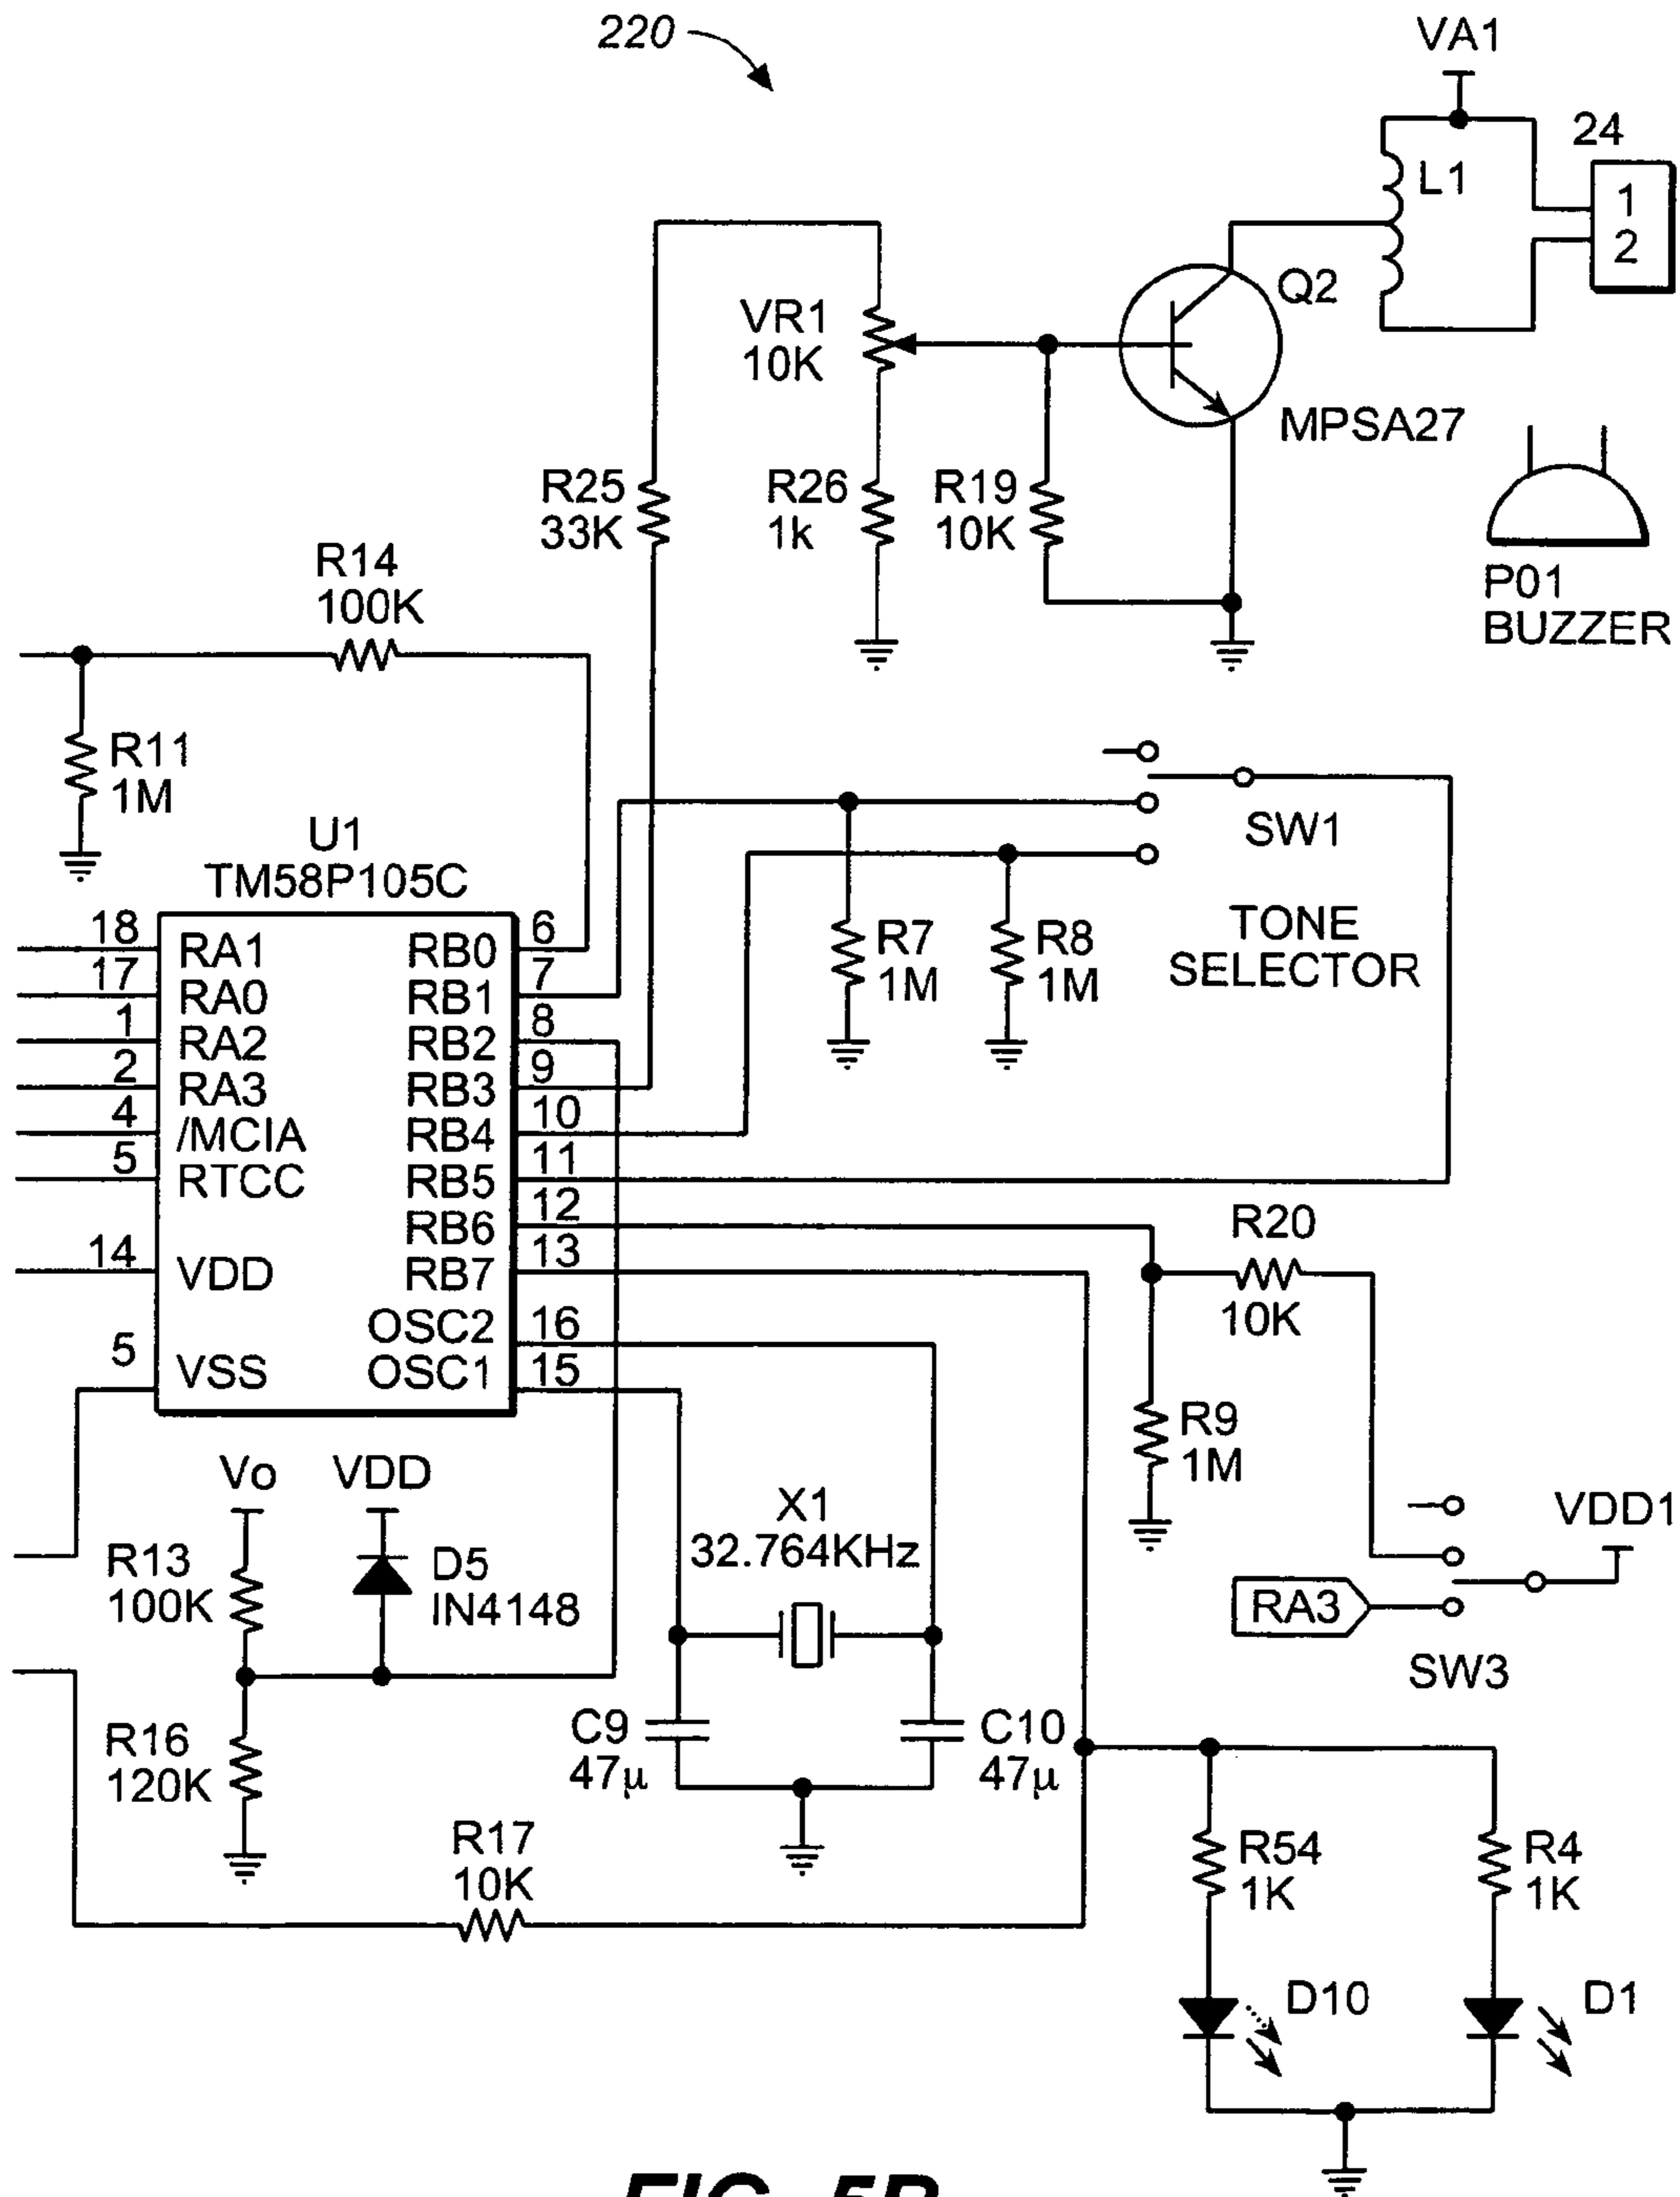 220
VA1
24
L1
1
2
Q2
VR1
10K
MPSA27
R25
33K
R26
1k
R19
10K
P01
BUZZER
R14
100K
R11
1M
SW1
U1
TM58P105C
TONE
SELECTOR
R7
1M
R8
1M
18 RA1 RB0 6
17 RA0 RB1 7
1 RA2 RB2 8
2 RA3 RB3 9
4 /MCIA RB4 10
5 RTCC RB5 11
RB6 12
14 VDD RB7 13
OSC2 16
5 VSS OSC1 15
R20
10K
R9
1M
Vo VDD
R13
100K
D5
IN4148
X1
32.764KHz
VDD1
RA3
SW3
R16
120K
C9
47μ
C10
47μ
R17
10K
R54
1K
R4
1K
D10
D1
FIG. 5B